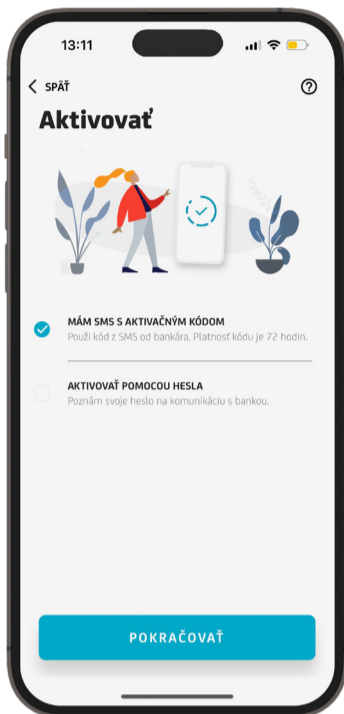 13:11
SPÄŤ
Aktivovať
MÁM SMS S AKTIVAČNÝM KÓDOM
Použi kód z SMS od bankára. Platnosť kódu je 72 hodin.
AKTIVOVAŤ POMOCOU HESLA
Poznám svoje heslo na komunikáciu s bankou.
POKRAČOVAŤ